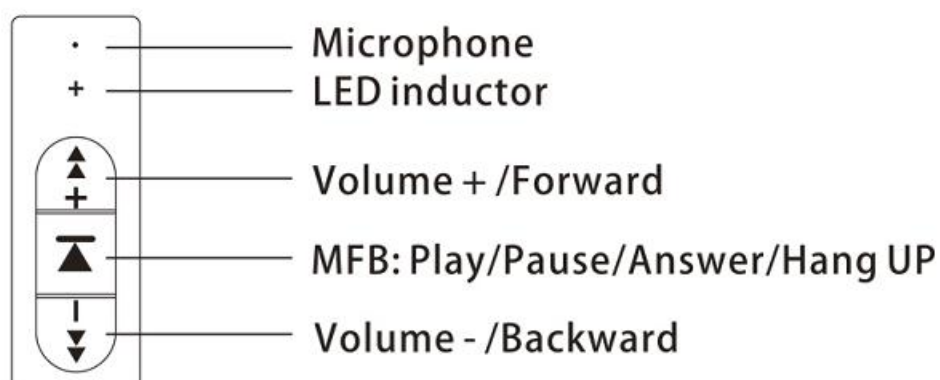 Microphone
LED inductor
Volume + /Forward
MFB: Play/Pause/Answer/Hang UP
Volume - /Backward